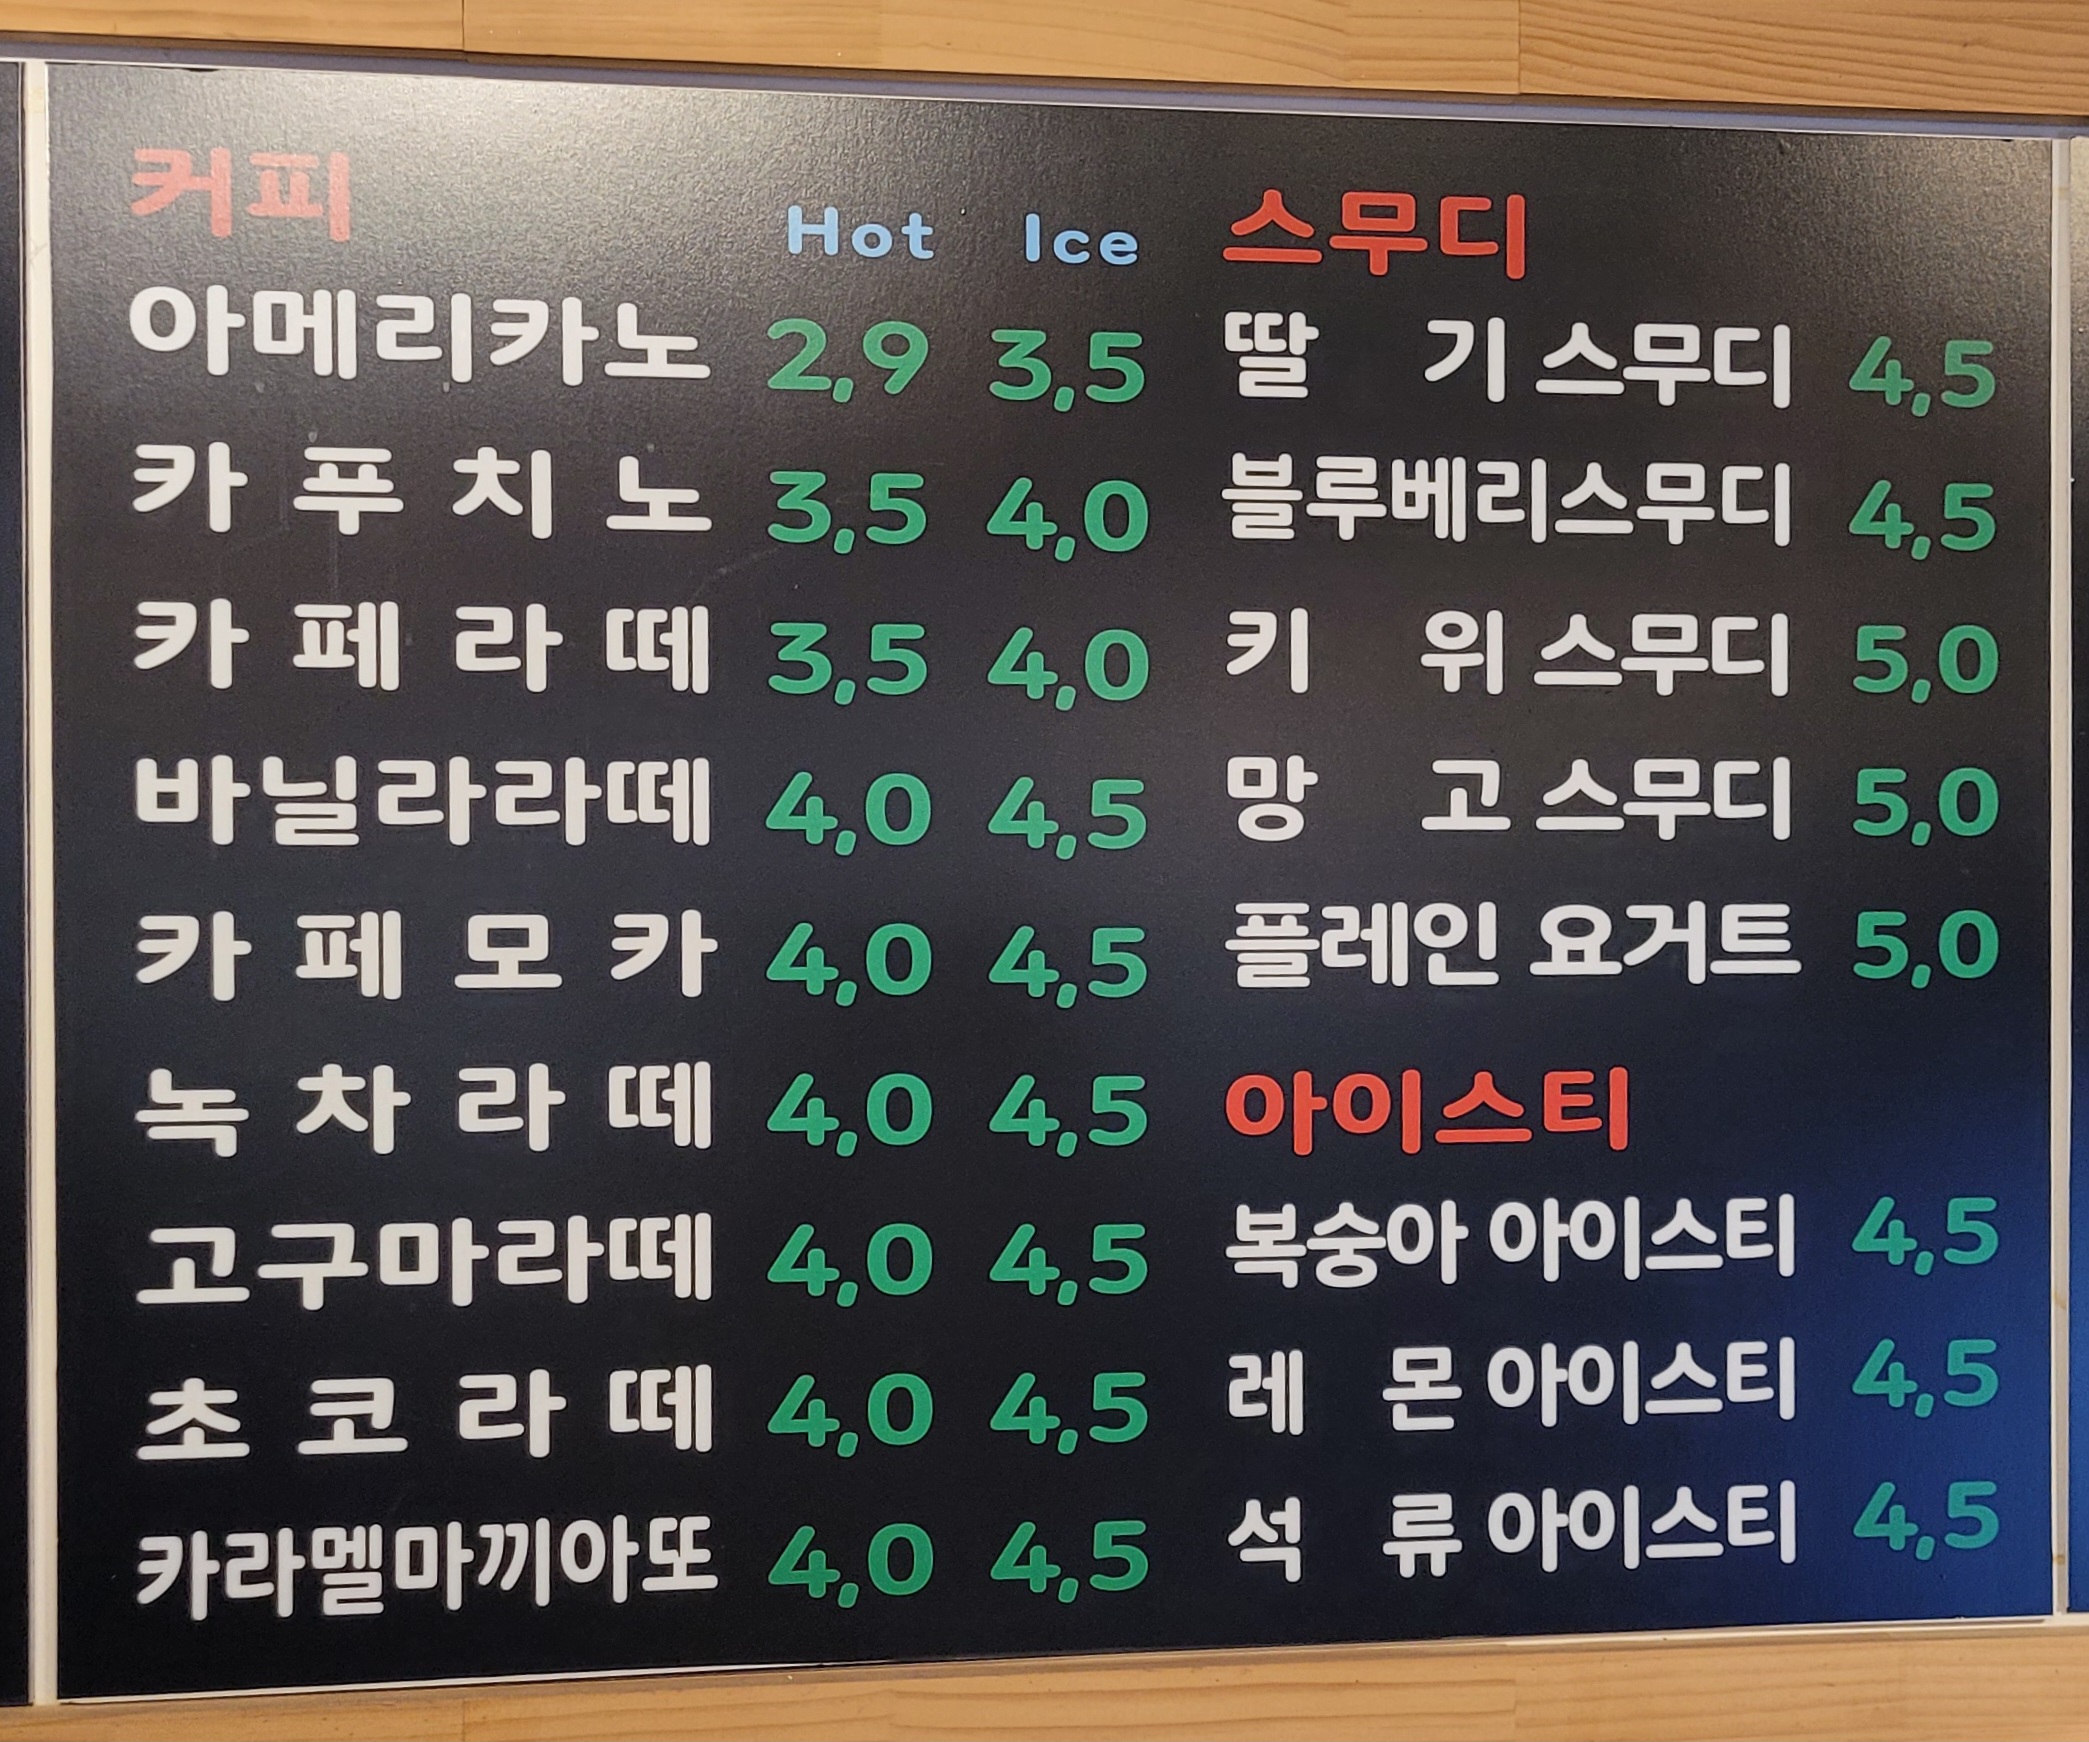 커피 Hot Ice
아메리카노 2,9 3,5
카푸치노 3,5 4,0
카페라떼 3,5 4,0
바닐라라떼 4,0 4,5
카페모카 4,0 4,5
녹차라떼 4,0 4,5
고구마라떼 4,0 4,5
초코라떼 4,0 4,5
카라멜마끼아또 4,0 4,5
스무디
딸기 스무디 4,5
블루베리스무디 4,5
키위 스무디 5,0
망고 스무디 5,0
플레인 요거트 5,0
아이스티
복숭아 아이스티 4,5
레몬 아이스티 4,5
석류 아이스티 4,5